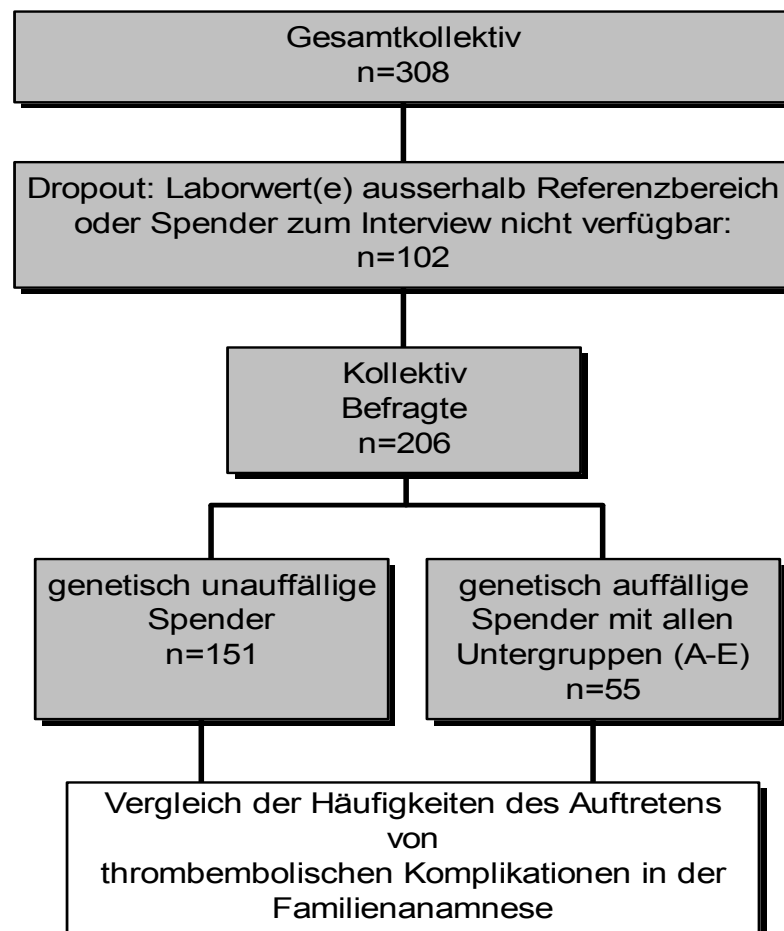 Gesamtkollektiv
n=308
Dropout: Laborwert(e) ausserhalb Referenzbereich
oder Spender zum Interview nicht verfügbar:
n=102
Kollektiv
Befragte
n=206
genetisch unauffällige
Spender
n=151
genetisch auffällige
Spender mit allen
Untergruppen (A-E)
n=55
Vergleich der Häufigkeiten des Auftretens
von
thrombembolischen Komplikationen in der
Familienanamnese